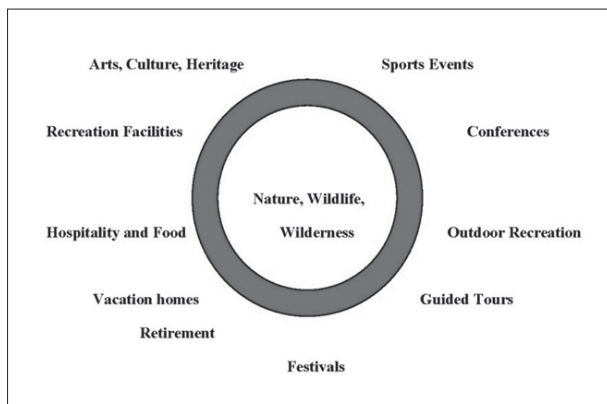 Arts, Culture, Heritage
Sports Events
Recreation Facilities
Conferences
Nature, Wildlife,
Wilderness
Hospitality and Food
Outdoor Recreation
Vacation homes
Guided Tours
Retirement
Festivals